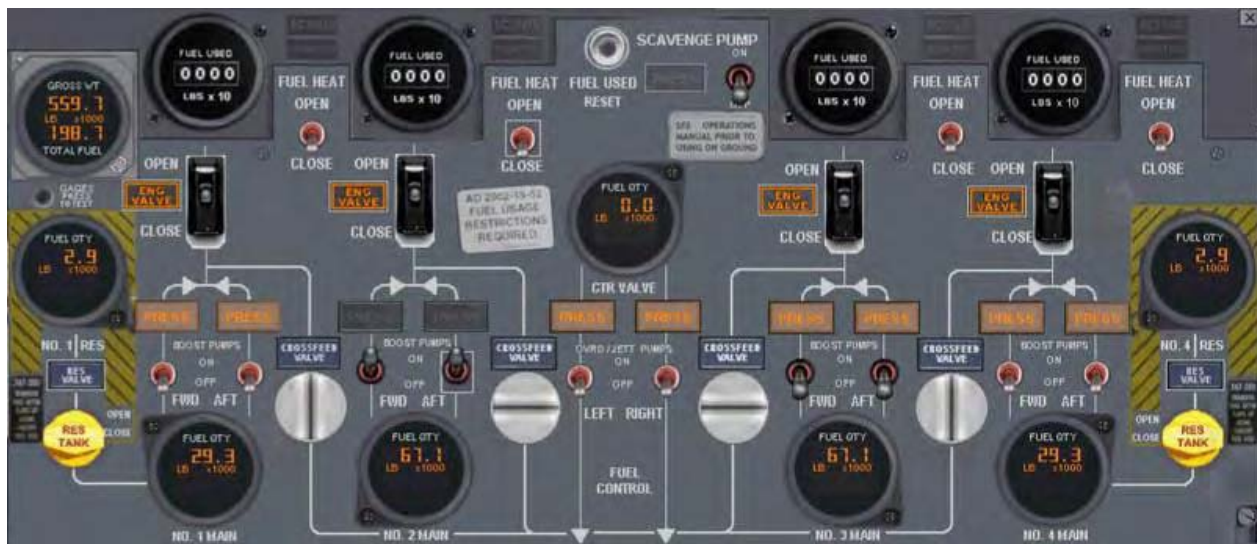 SCAVENGE PUMP
ON
FUEL USED
0000
LBS x 10
FUEL USED
0000
LBS x 10
FUEL USED
RESET
FUEL USED
0000
LBS x 10
FUEL USED
0000
LBS x 10
GROSS WT
559.7
LB x1000
198.7
TOTAL FUEL
FUEL HEAT
OPEN
CLOSE
FUEL HEAT
OPEN
CLOSE
FUEL HEAT
OPEN
CLOSE
FUEL HEAT
OPEN
CLOSE
SEE OPERATIONS
MANUAL PRIOR TO
USING ON GROUND
GAGES
PRESS
TO TEST
OPEN
ENG
VALVE
CLOSE
OPEN
ENG
VALVE
CLOSE
AD 2002-19-52
FUEL USAGE
RESTRICTIONS
REQUIRED
FUEL QTY
0.0
LB x1000
CTR VALVE
OPEN
ENG
VALVE
CLOSE
OPEN
ENG
VALVE
CLOSE
FUEL QTY
2.9
LB x1000
FUEL QTY
2.9
LB x1000
PRESS PRESS
PRESS PRESS
PRESS PRESS
PRESS PRESS
PRESS PRESS
NO. 1 RES
RES
VALVE
OPEN
CLOSE
RES
TANK
BOOST PUMPS
ON
OFF
FWD AFT
CROSSFEED
VALVE
BOOST PUMPS
ON
OFF
FWD AFT
CROSSFEED
VALVE
OVRD/JETT PUMPS
ON
OFF
LEFT RIGHT
CROSSFEED
VALVE
BOOST PUMPS
ON
OFF
FWD AFT
CROSSFEED
VALVE
BOOST PUMPS
ON
OFF
FWD AFT
NO. 4 RES
RES
VALVE
OPEN
CLOSE
RES
TANK
FUEL QTY
29.3
LB x1000
FUEL QTY
67.1
LB x1000
FUEL
CONTROL
FUEL QTY
67.1
LB x1000
FUEL QTY
29.3
LB x1000
NO. 1 MAIN
NO. 2 MAIN
NO. 3 MAIN
NO. 4 MAIN